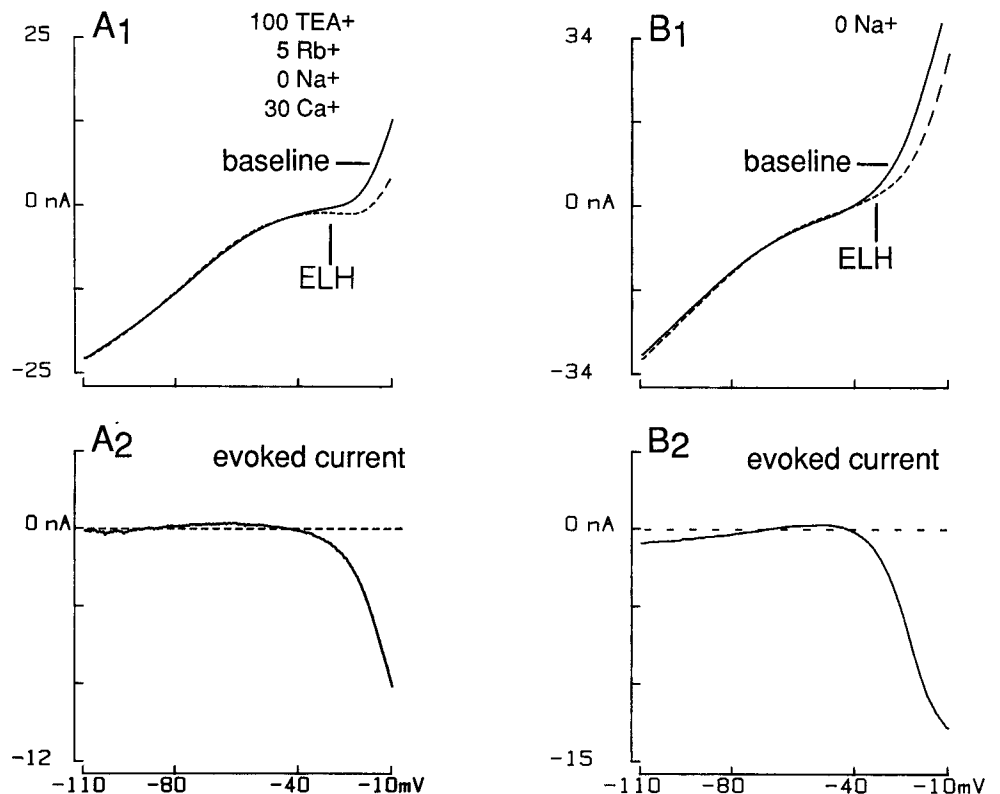 A1
100 TEA+
5 Rb+
0 Na+
30 Ca+
25
baseline
0 nA
ELH
-25
B1
0 Na+
34
baseline
0 nA
ELH
-34
A2
evoked current
0 nA
-12
-110 -80 -40 -10mV
B2
evoked current
0 nA
-15
-110 -80 -40 -10mV